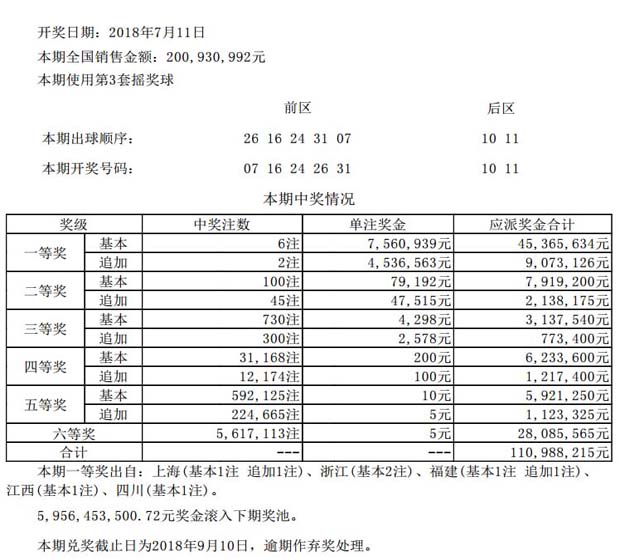 开奖日期：2018年7月11日
本期全国销售金额：200,930,992元
本期使用第3套摇奖球
前区 后区
本期出球顺序： 26 16 24 31 07 10 11
本期开奖号码： 07 16 24 26 31 10 11
本期中奖情况
奖级 中奖注数 单注奖金 应派奖金合计
一等奖 基本 6注 7,560,939元 45,365,634元
追加 2注 4,536,563元 9,073,126元
二等奖 基本 100注 79,192元 7,919,200元
追加 45注 47,515元 2,138,175元
三等奖 基本 730注 4,298元 3,137,540元
追加 300注 2,578元 773,400元
四等奖 基本 31,168注 200元 6,233,600元
追加 12,174注 100元 1,217,400元
五等奖 基本 592,125注 10元 5,921,250元
追加 224,665注 5元 1,123,325元
六等奖 5,617,113注 5元 28,085,565元
合计 --- --- 110,988,215元
本期一等奖出自：上海(基本1注 追加1注)、浙江(基本2注)、福建(基本1注 追加1注)、
江西(基本1注)、四川(基本1注)。
5,956,453,500.72元奖金滚入下期奖池。
本期兑奖截止日为2018年9月10日，逾期作弃奖处理。